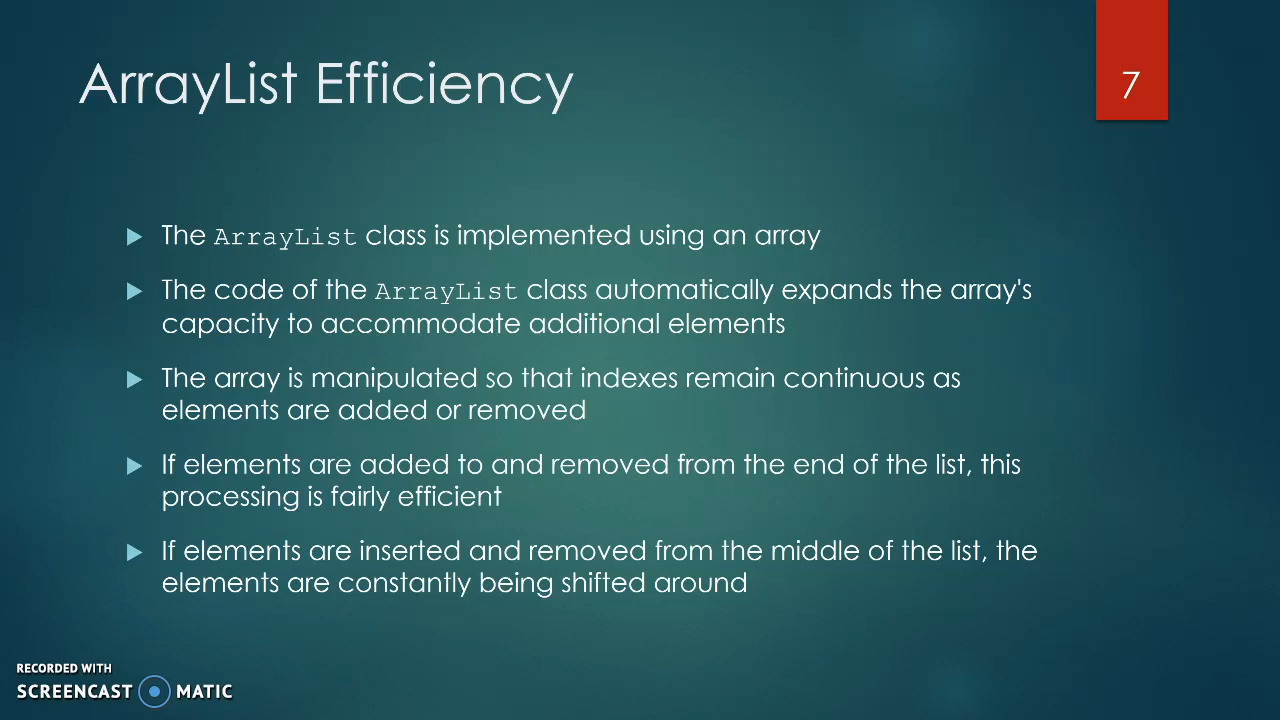 ArrayList Efficiency
7
The ArrayList class is implemented using an array
The code of the ArrayList class automatically expands the array's
capacity to accommodate additional elements
The array is manipulated so that indexes remain continuous as
elements are added or removed
If elements are added to and removed from the end of the list, this
processing is fairly efficient
If elements are inserted and removed from the middle of the list, the
elements are constantly being shifted around
RECORDED WITH
SCREENCAST MATIC